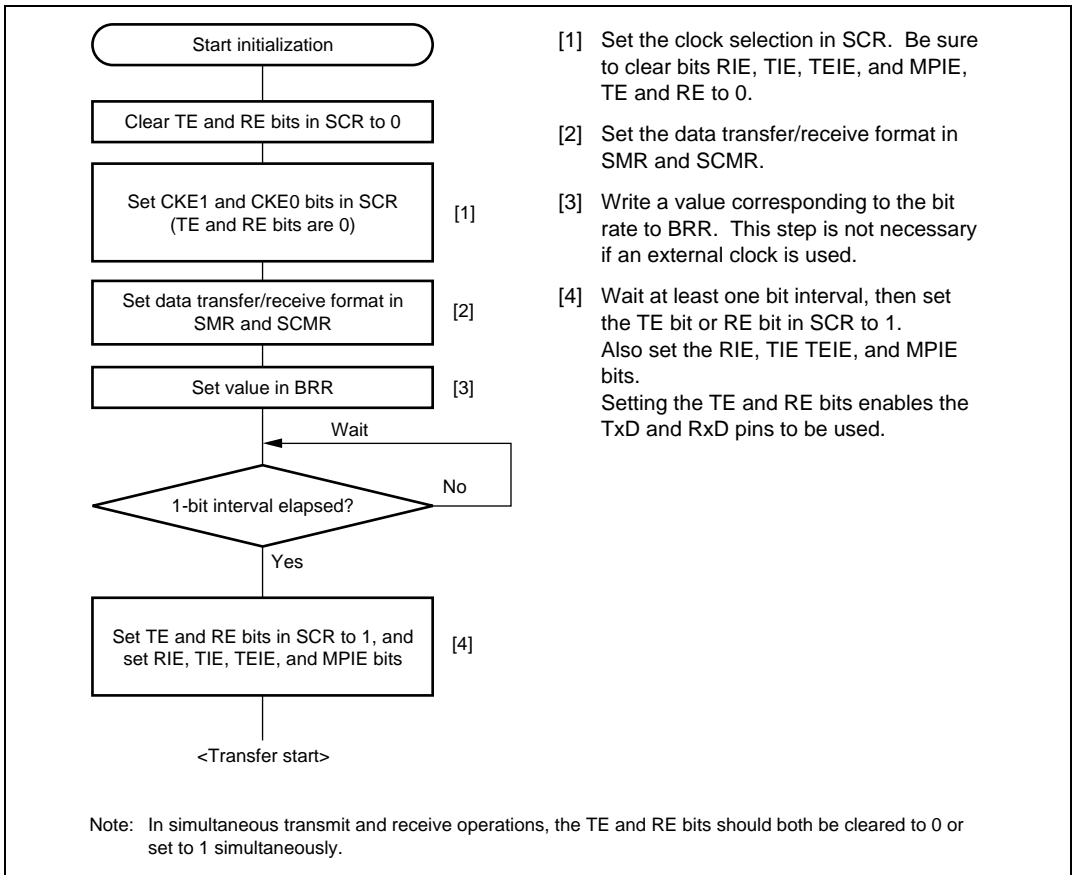 Start initialization
Clear TE and RE bits in SCR to 0
Set CKE1 and CKE0 bits in SCR
(TE and RE bits are 0)
[1]
Set data transfer/receive format in
SMR and SCMR
[2]
Set value in BRR
[3]
Wait
No
1-bit interval elapsed?
Yes
Set TE and RE bits in SCR to 1, and
set RIE, TIE, TEIE, and MPIE bits
[4]
<Transfer start>
[1] Set the clock selection in SCR. Be sure
to clear bits RIE, TIE, TEIE, and MPIE,
TE and RE to 0.
[2] Set the data transfer/receive format in
SMR and SCMR.
[3] Write a value corresponding to the bit
rate to BRR. This step is not necessary
if an external clock is used.
[4] Wait at least one bit interval, then set
the TE bit or RE bit in SCR to 1.
Also set the RIE, TIE TEIE, and MPIE
bits.
Setting the TE and RE bits enables the
TxD and RxD pins to be used.
Note: In simultaneous transmit and receive operations, the TE and RE bits should both be cleared to 0 or
set to 1 simultaneously.